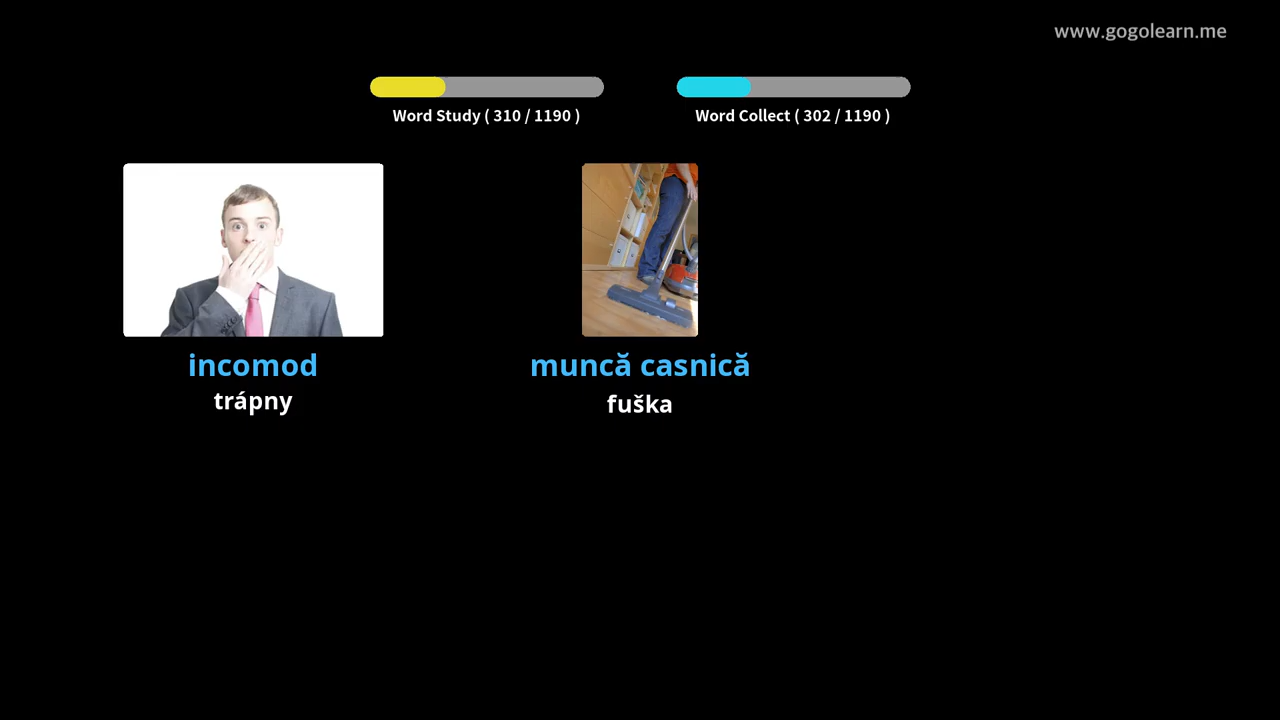 www.gogolearn.me
Word Study ( 310 / 1190 )
Word Collect ( 302 / 1190 )
incomod
trápny
muncă casnică
fuška